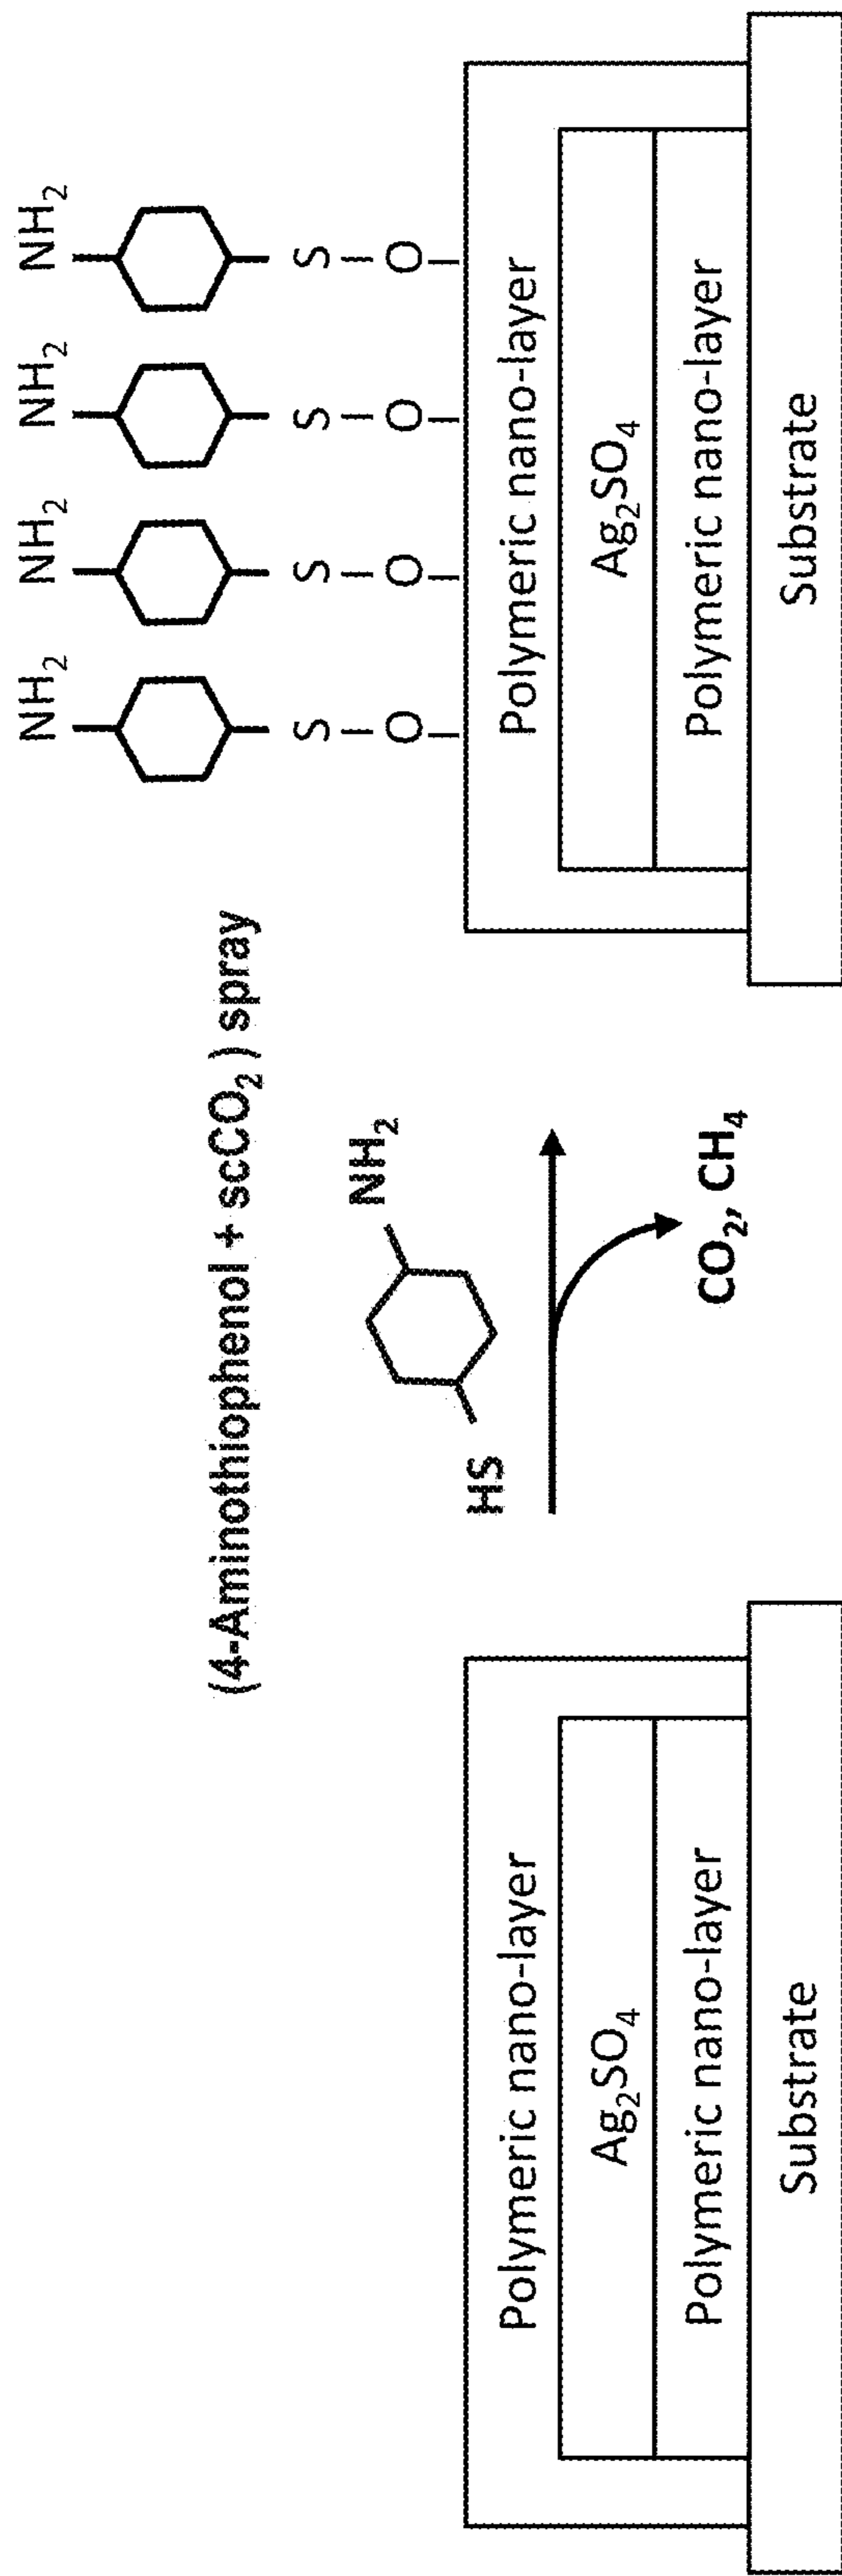 Polymeric nano-layer
Ag₂SO₄
Polymeric nano-layer
Substrate
(4-Aminothiophenol + scCO₂) spray
HS
NH₂
CO₂, CH₄
NH₂ NH₂ NH₂ NH₂
S S S S
O O O O
Polymeric nano-layer
Ag₂SO₄
Polymeric nano-layer
Substrate